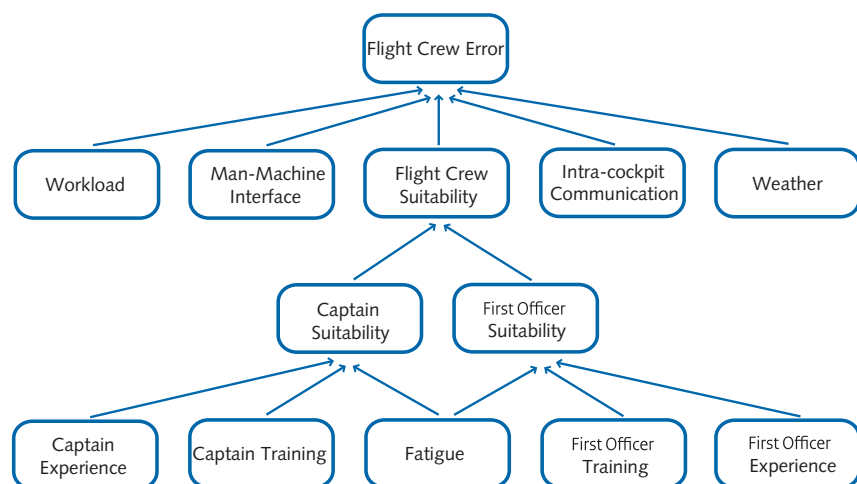 Flight Crew Error
Workload
Man-Machine
Interface
Flight Crew
Suitability
Intra-cockpit
Communication
Weather
Captain
Suitability
First Officer
Suitability
Captain
Experience
Captain Training
Fatigue
First Officer
Training
First Officer
Experience